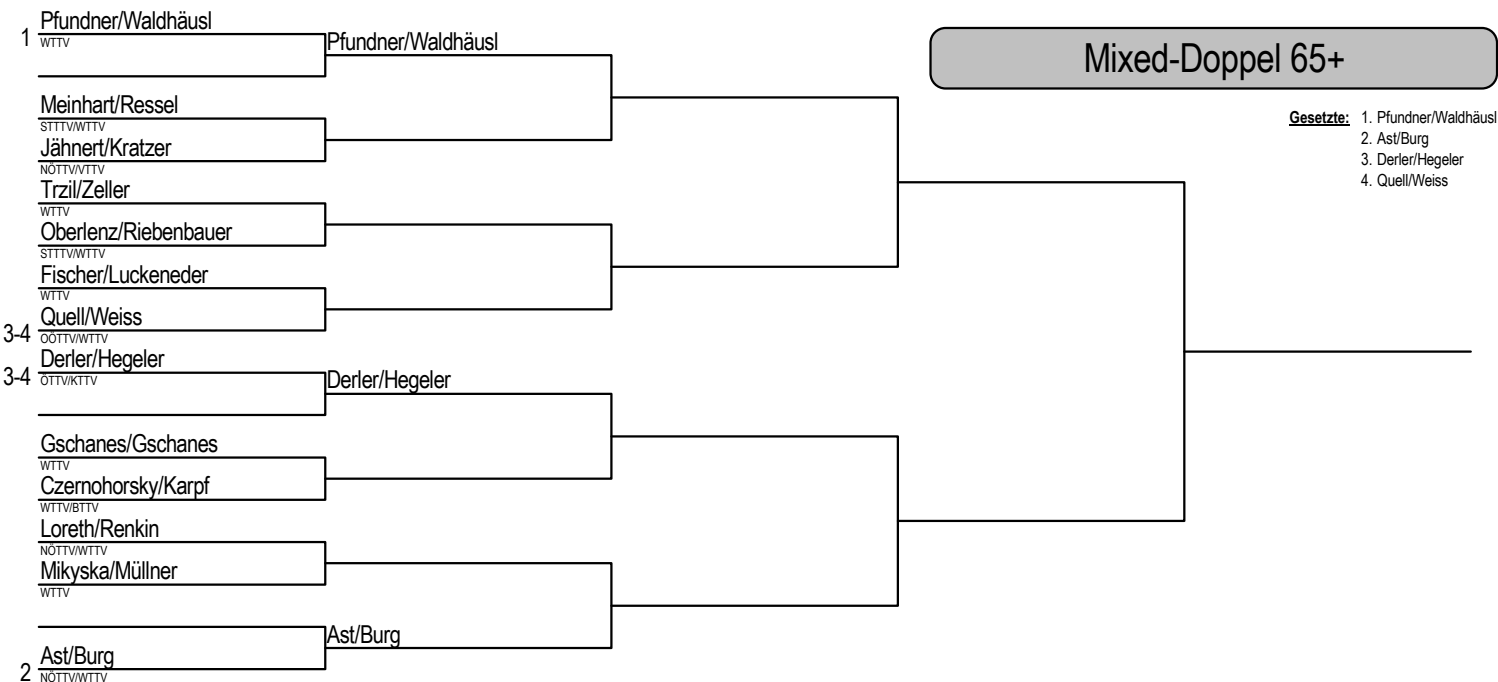 Mixed-Doppel 65+
Gesetzte: 1. Pfundner/Waldhäusl
2. Ast/Burg
3. Derler/Hegeler
4. Quell/Weiss
Pfundner/Waldhäusl
1 WTTV
Pfundner/Waldhäusl
Meinhart/Ressel
STTTV/WTTV
Jähnert/Kratzer
NÖTTV/VTTV
Trzil/Zeller
WTTV
Oberlenz/Riebenbauer
STTTV/WTTV
Fischer/Luckeneder
WTTV
Quell/Weiss
3-4 OÖTTV/WTTV
Derler/Hegeler
3-4 ÖTTV/KTTV
Derler/Hegeler
Gschanes/Gschanes
WTTV
Czernohorsky/Karpf
WTTV/BTTV
Loreth/Renkin
NÖTTV/WTTV
Mikyska/Müllner
WTTV
Ast/Burg
Ast/Burg
2 NÖTTV/WTTV